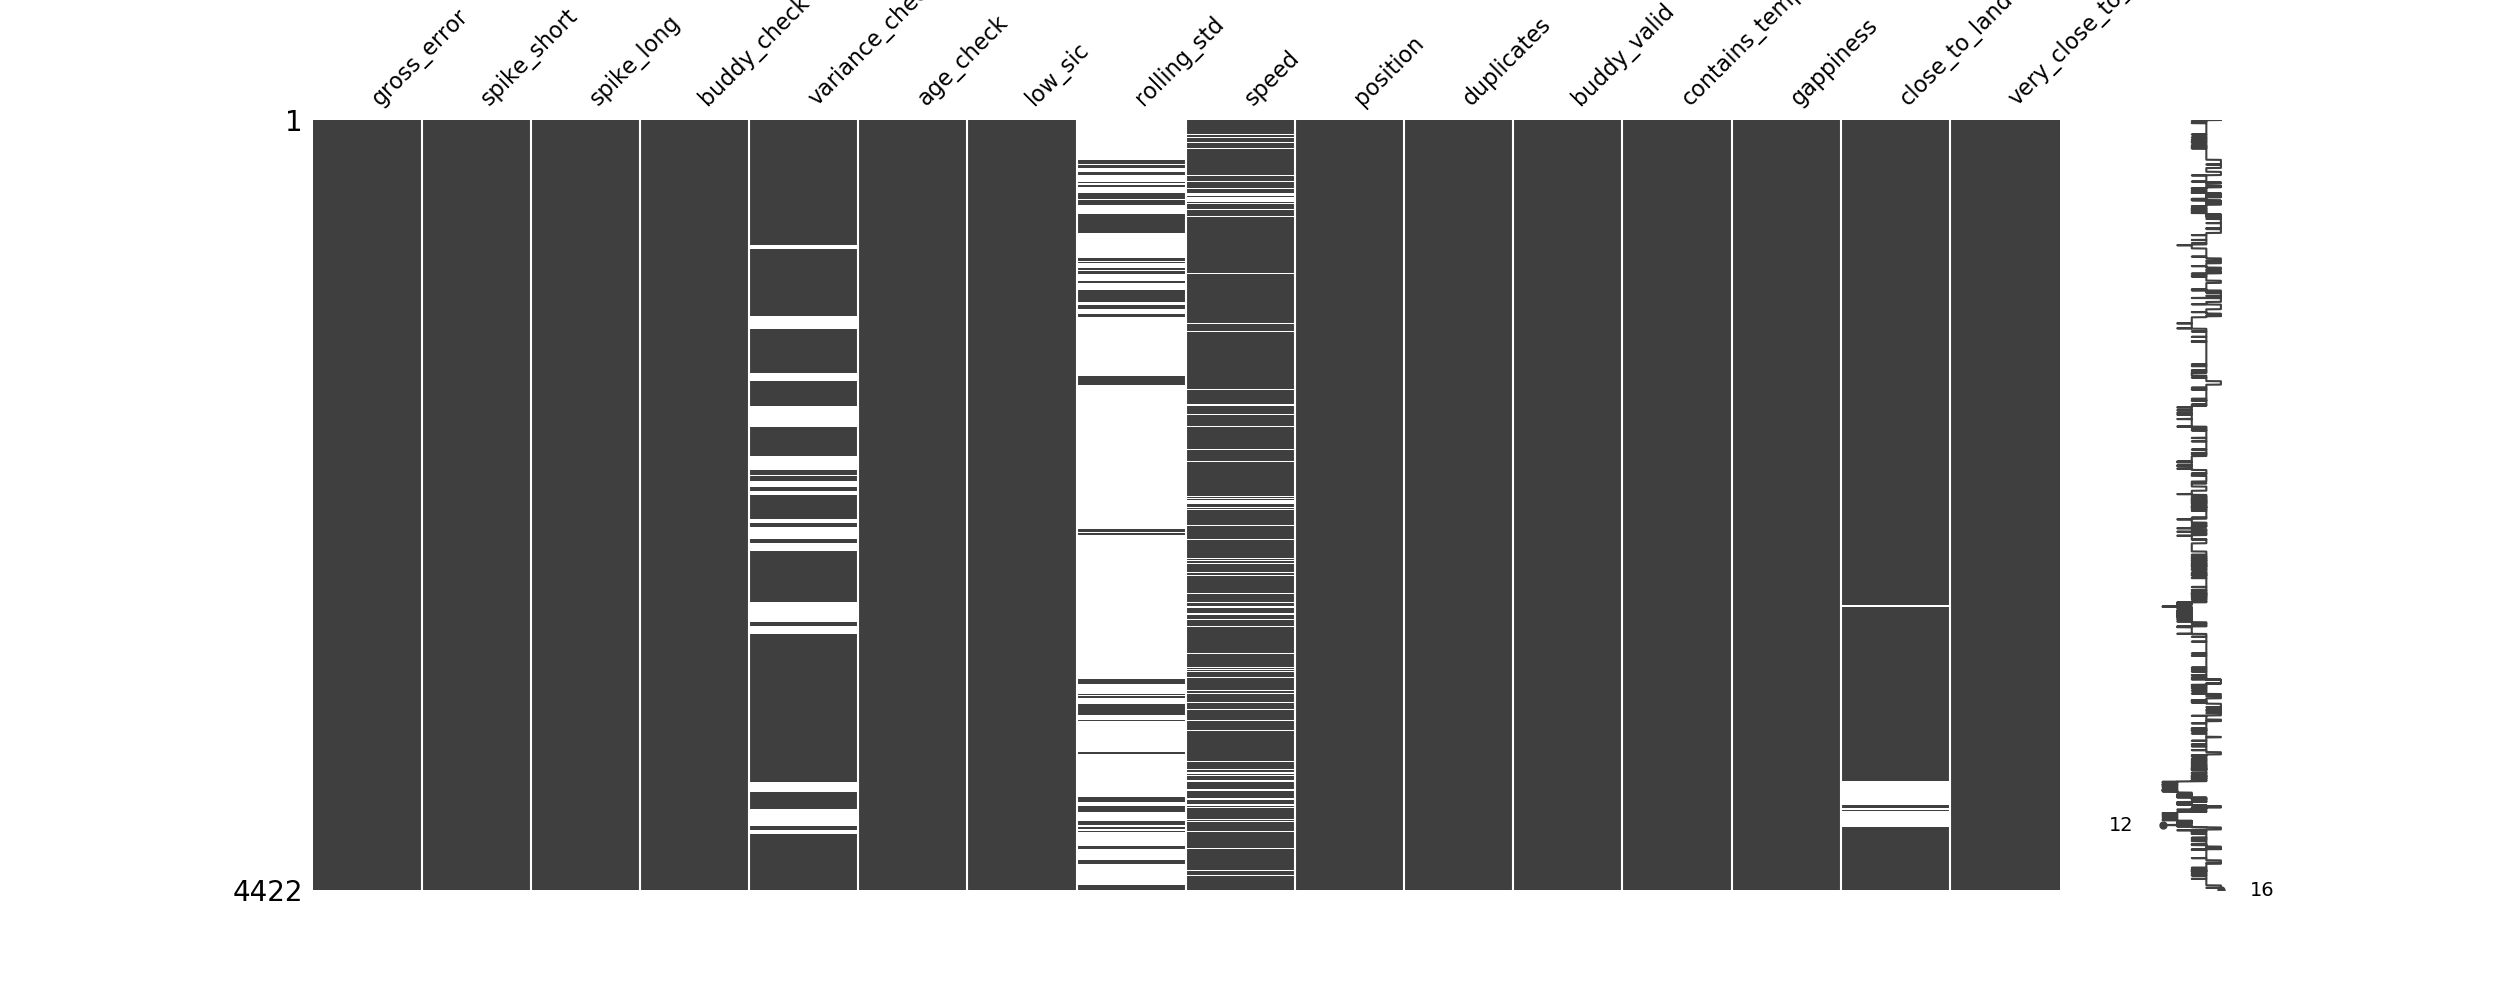 gross_error
spike_short
spike_long
buddy_check
age_check
low_sic
rolling_std
speed
position
duplicates
buddy_valid
gappiness
close_to_land
1
12
4422
16